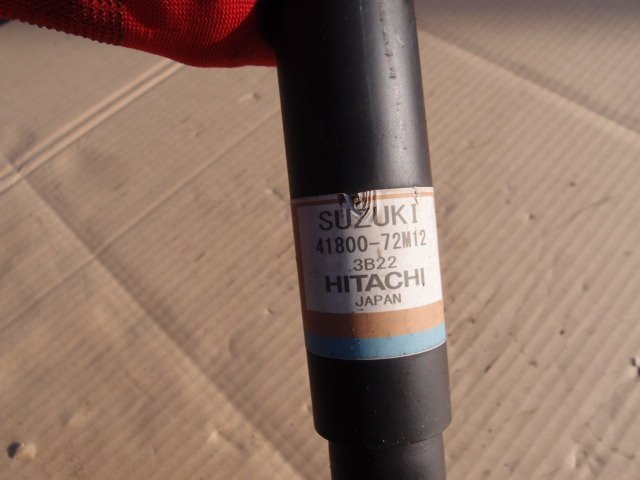 SUZUKI
41800-72M12
3B22
HITACHI
JAPAN